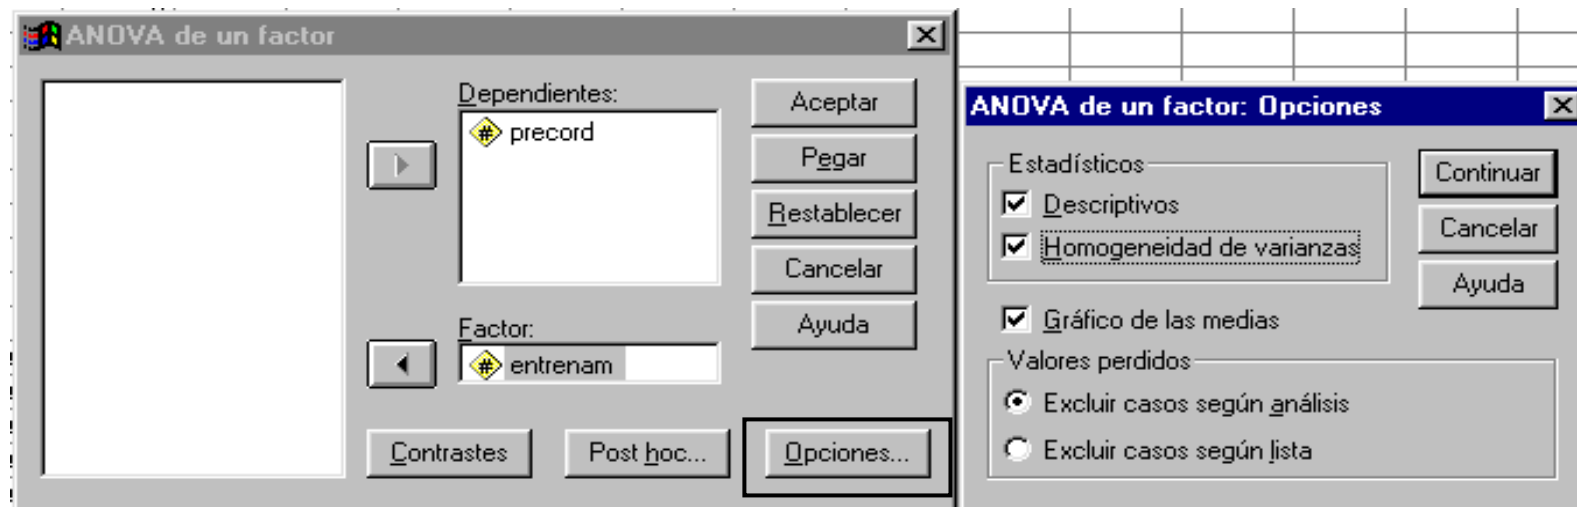 ANOVA de un factor
Dependientes:
precord
Aceptar
Pegar
Restablecer
Cancelar
Ayuda
Factor:
entrenam
Contrastes
Post hoc...
Opciones...
ANOVA de un factor: Opciones
Estadísticos
Descriptivos
Homogeneidad de varianzas
Gráfico de las medias
Valores perdidos
Excluir casos según análisis
Excluir casos según lista
Continuar
Cancelar
Ayuda